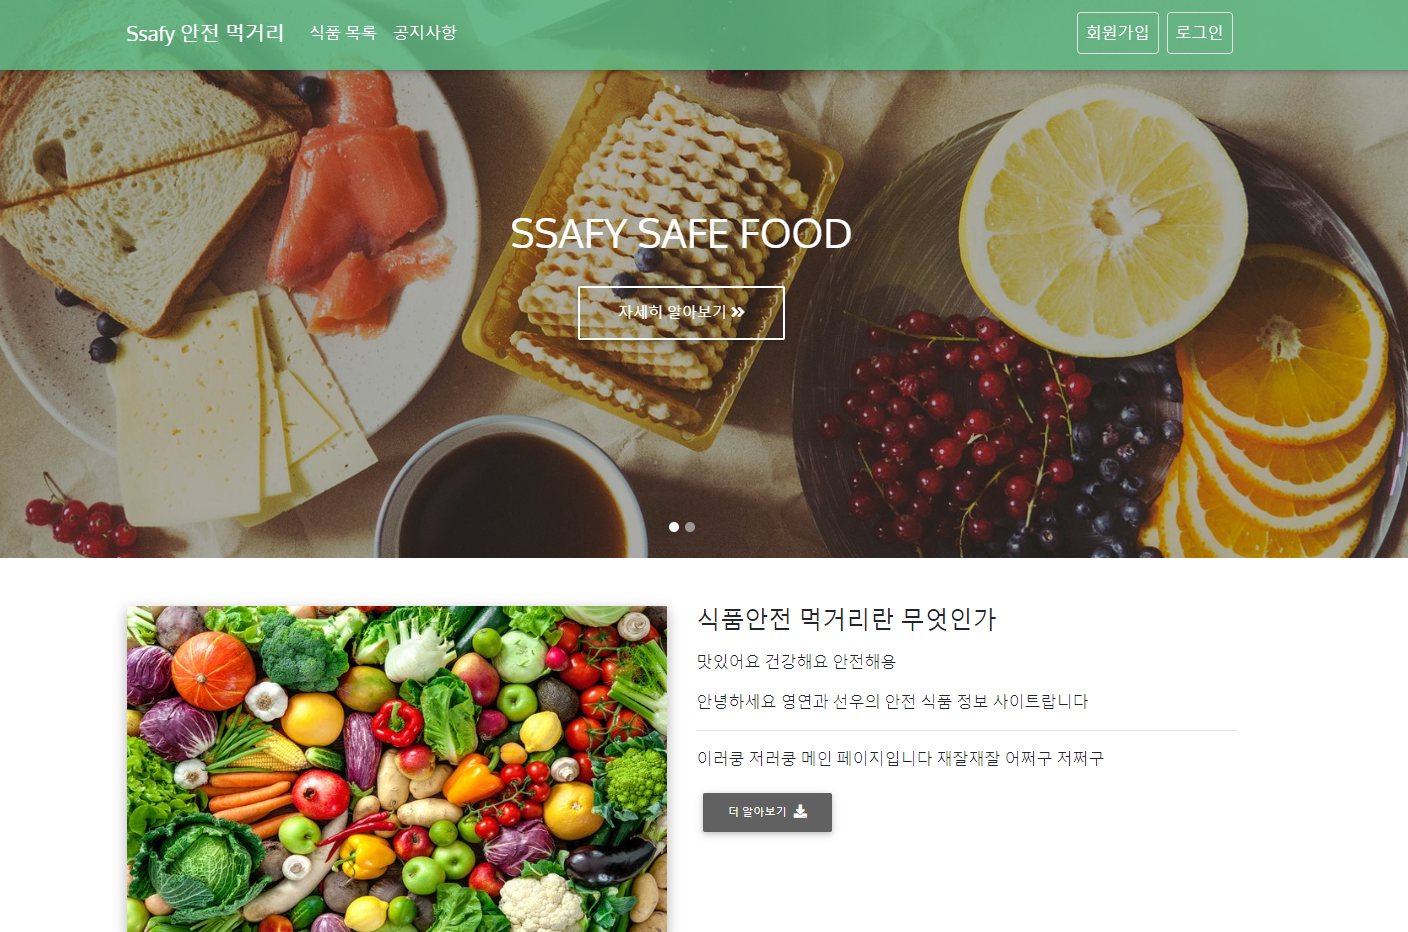 Ssafy 안전 먹거리 식품 목록 공지사항 회원가입 로그인
SSAFY SAFE FOOD
자세히 알아보기
식품안전 먹거리란 무엇인가
맛있어요 건강해요 안전해용
안녕하세요 영연과 선우의 안전 식품 정보 사이트랍니다
이러쿵 저러쿵 메인 페이지입니다 재잘재잘 어쩌구 저쩌구
더 알아보기